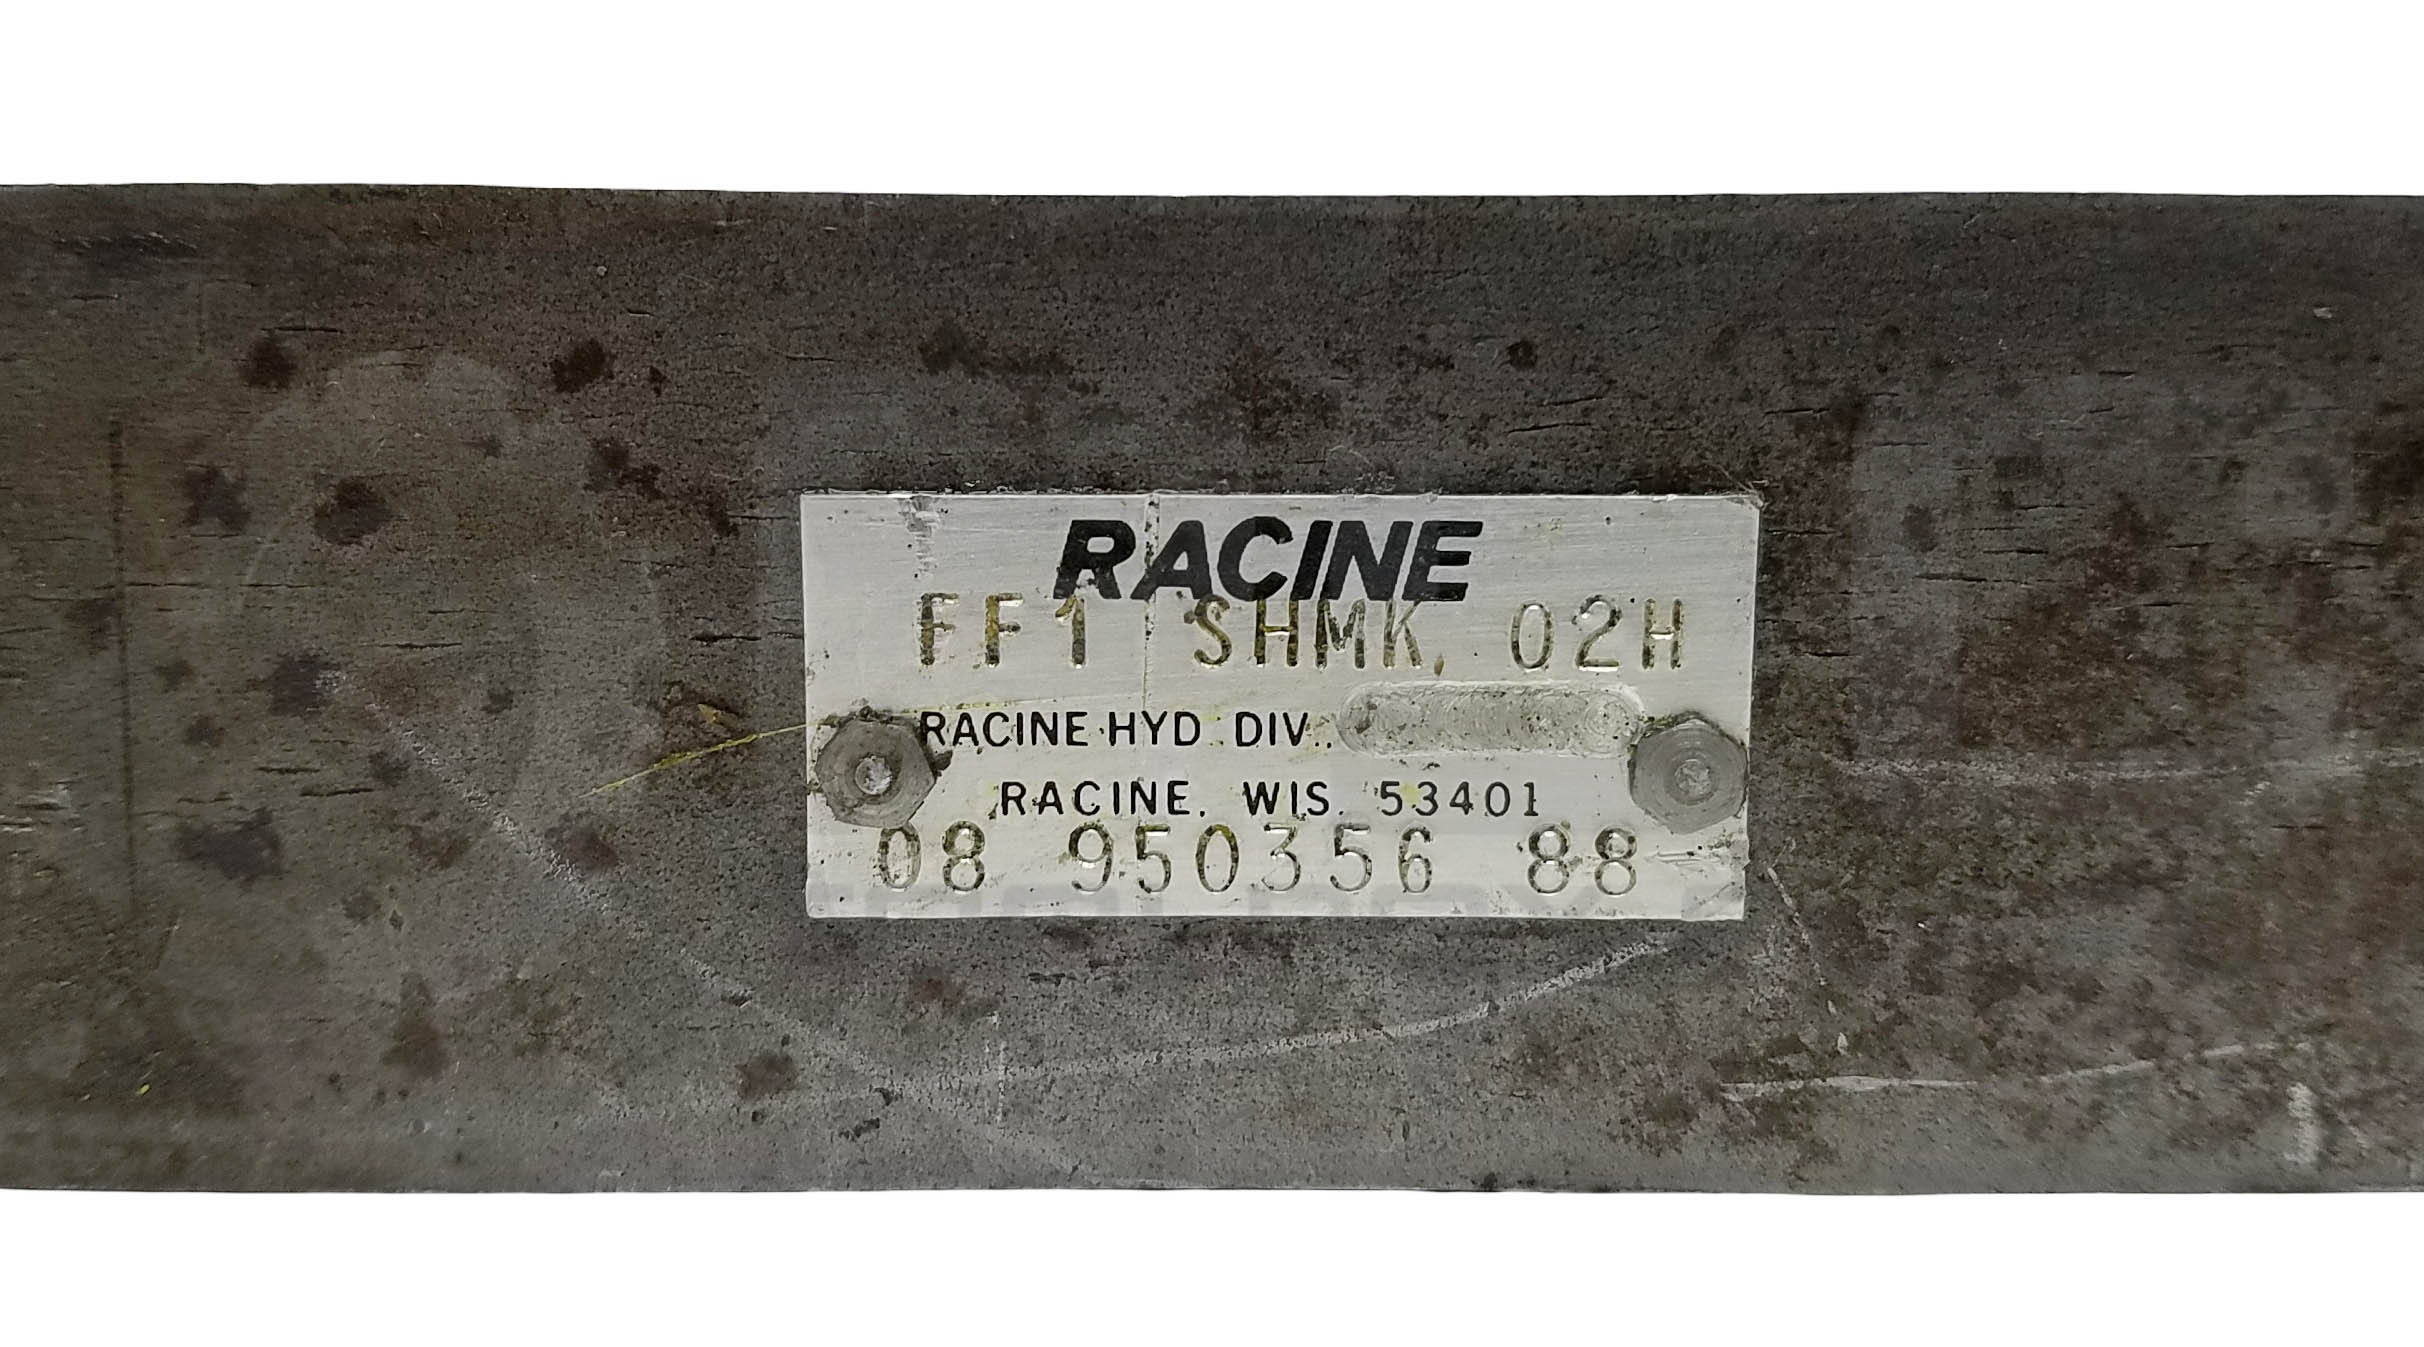 RACINE
FF1 SHMK 02H
RACINE HYD DIV.
RACINE, WIS. 53401
08 950356 88